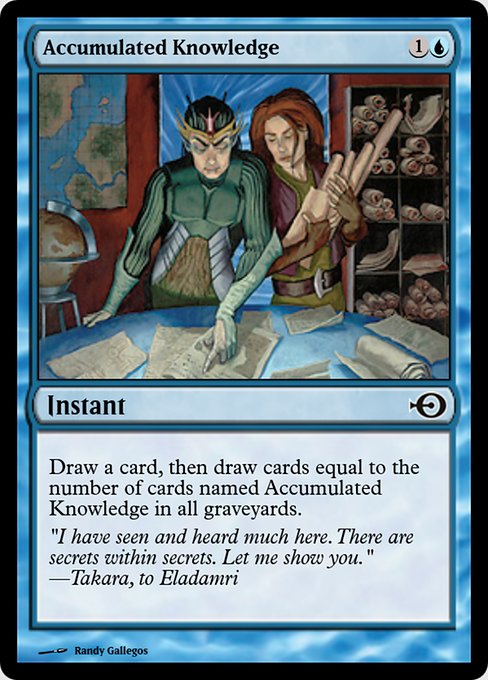 Accumulated Knowledge 1
Instant
Draw a card, then draw cards equal to the
number of cards named Accumulated
Knowledge in all graveyards.
"I have seen and heard much here. There are
secrets within secrets. Let me show you."
—Takara, to Eladamri
Randy Gallegos